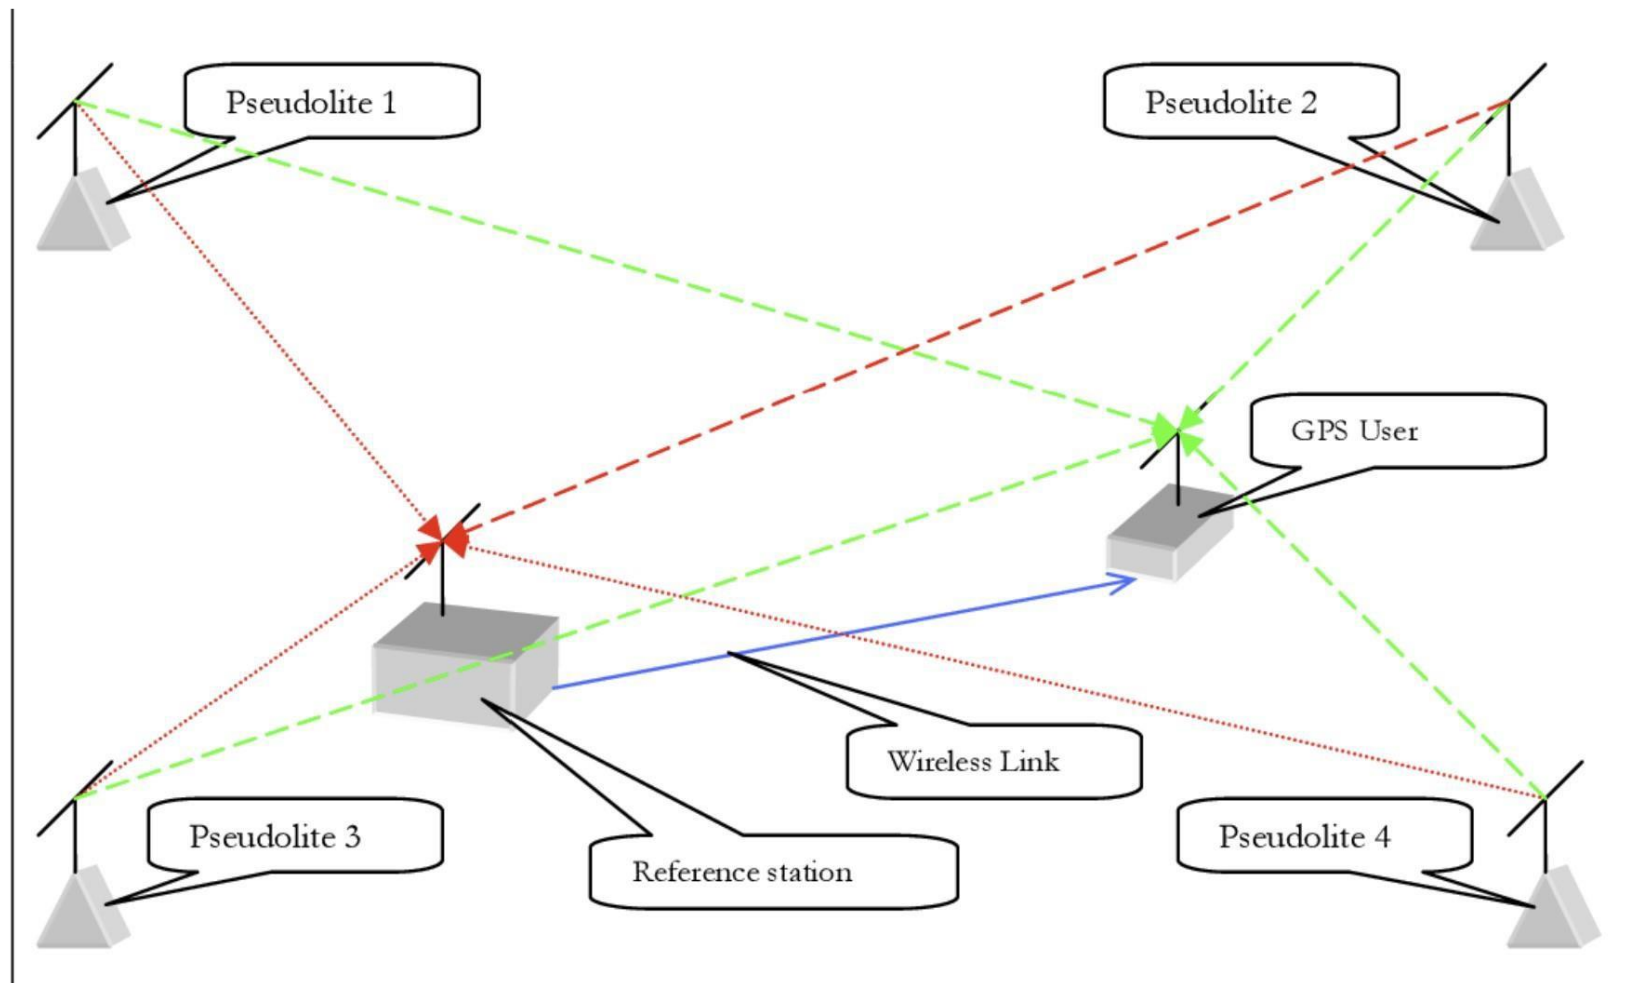 Pseudolite 1
Pseudolite 2
GPS User
Wireless Link
Pseudolite 3
Pseudolite 4
Reference station